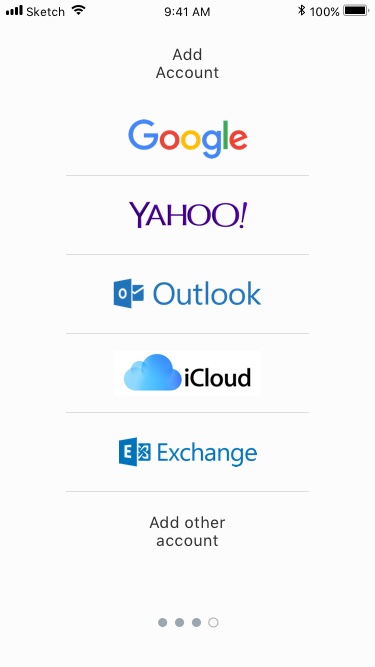 Sketch 9:41 AM 100%
Add
Account
Google
YAHOO!
Outlook
iCloud
Exchange
Add other
account